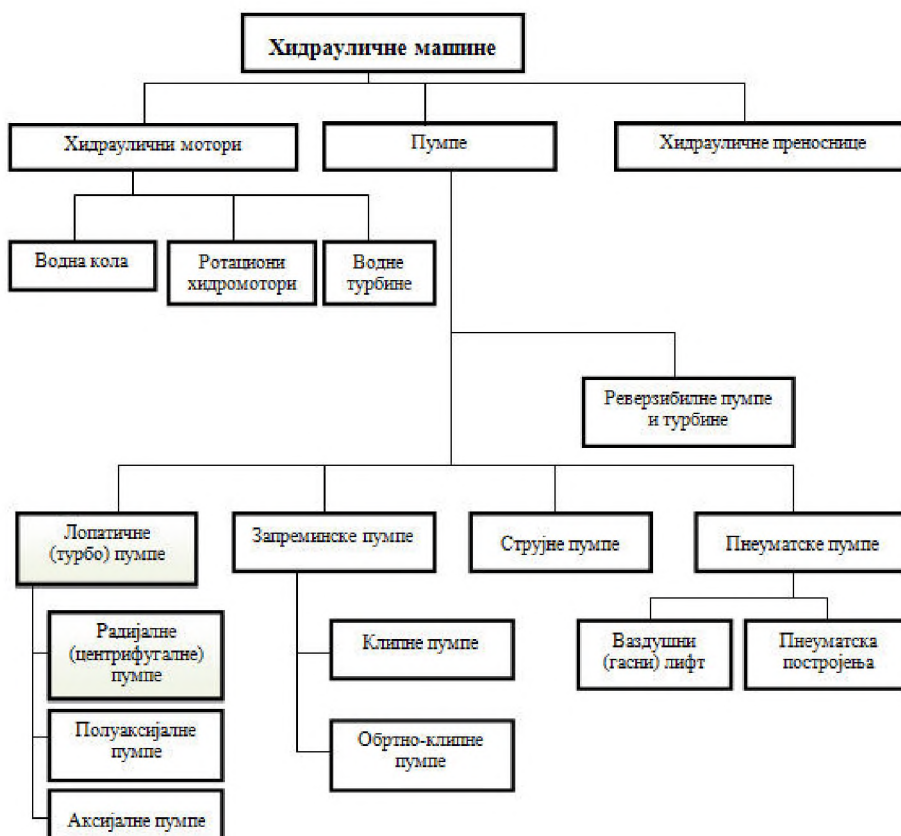 Хидрауличне машине
Хидраулични мотори
Пумпе
Хидрауличне преноснице
Водна кола
Ротациони
хидромотори
Водне
турбине
Реверзибилне пумпе
и турбине
Лопатичне
(турбо) пумпе
Запреминске пумпе
Струјне пумпе
Пнеуматске пумпе
Радијалне
(центрифугалне)
пумпе
Клипне пумпе
Ваздушни
(гасни) лифт
Пнеуматска
постројења
Полуаксијалне
пумпе
Обртно-клипне
пумпе
Аксијалне пумпе